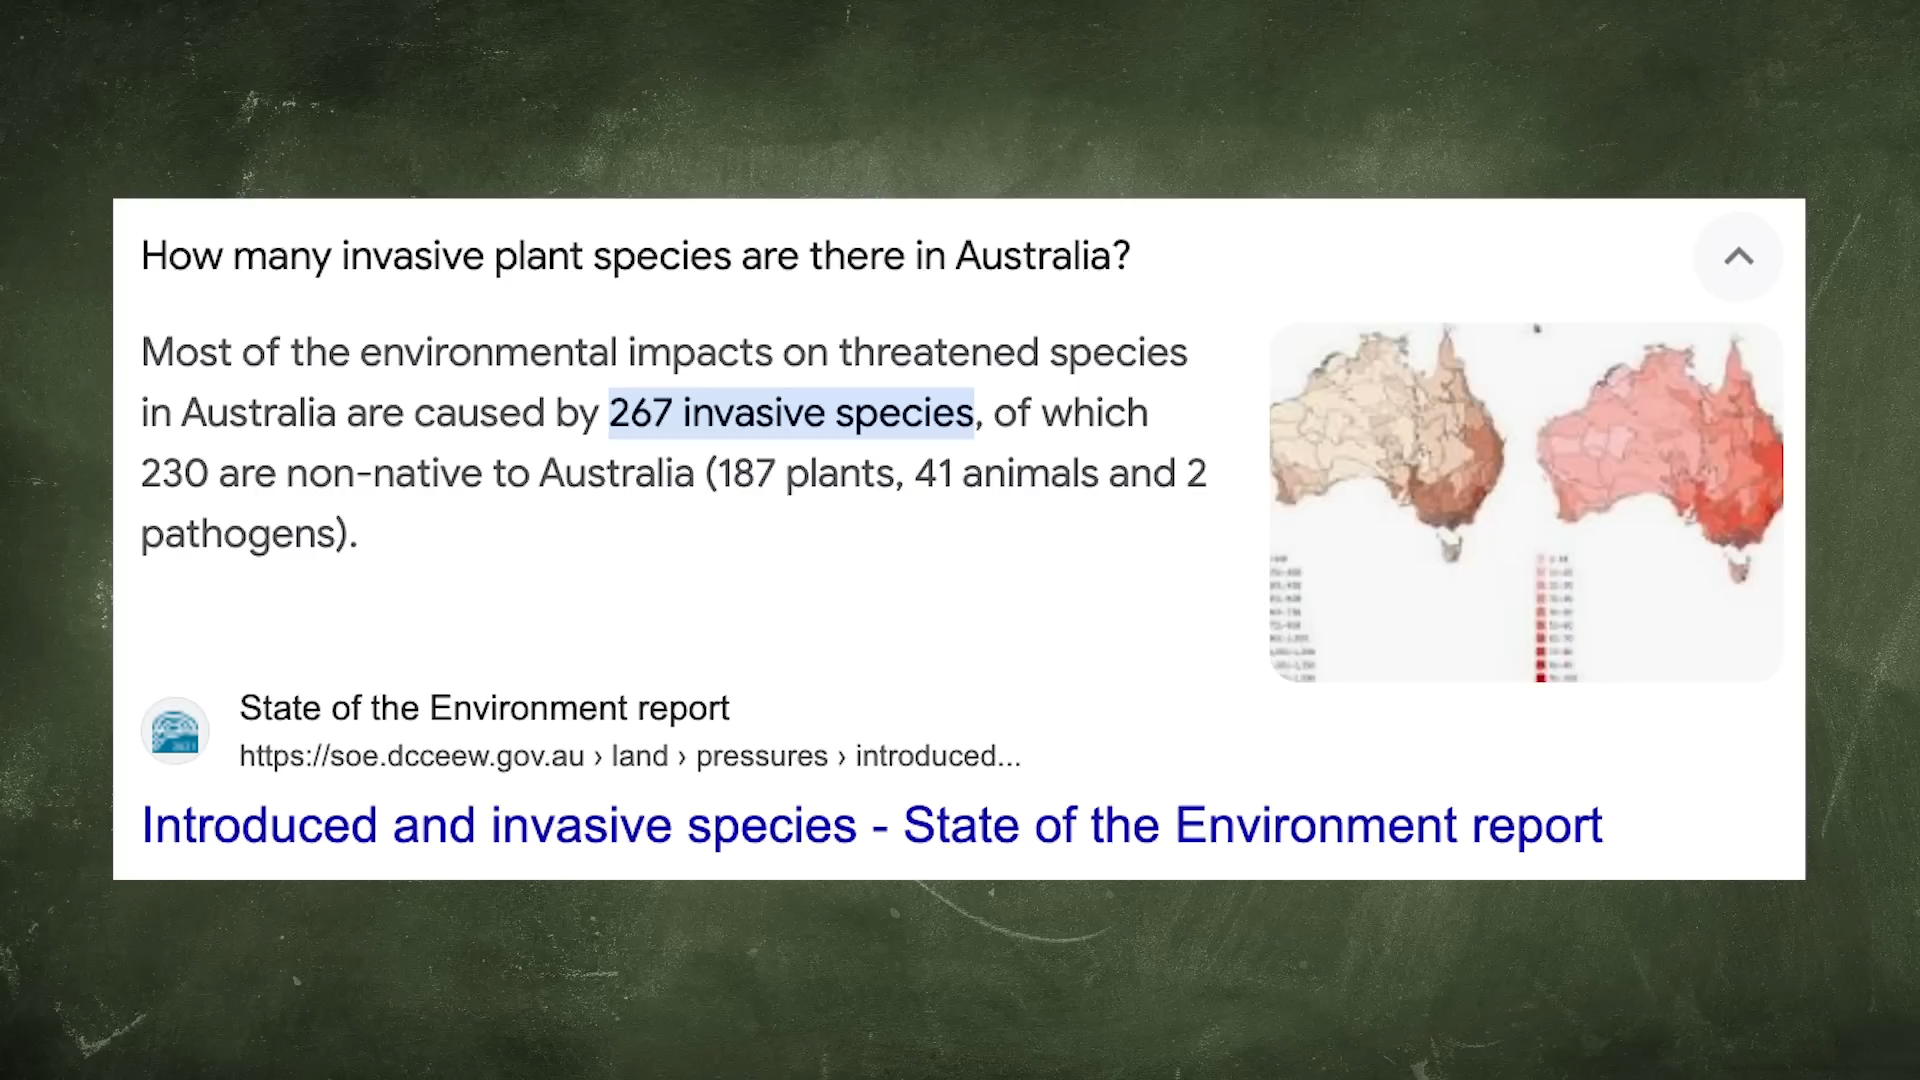 How many invasive plant species are there in Australia?
Most of the environmental impacts on threatened species
in Australia are caused by 267 invasive species, of which
230 are non-native to Australia (187 plants, 41 animals and 2
pathogens).
State of the Environment report
https://soe.dcceew.gov.au › land › pressures › introduced...
Introduced and invasive species - State of the Environment report